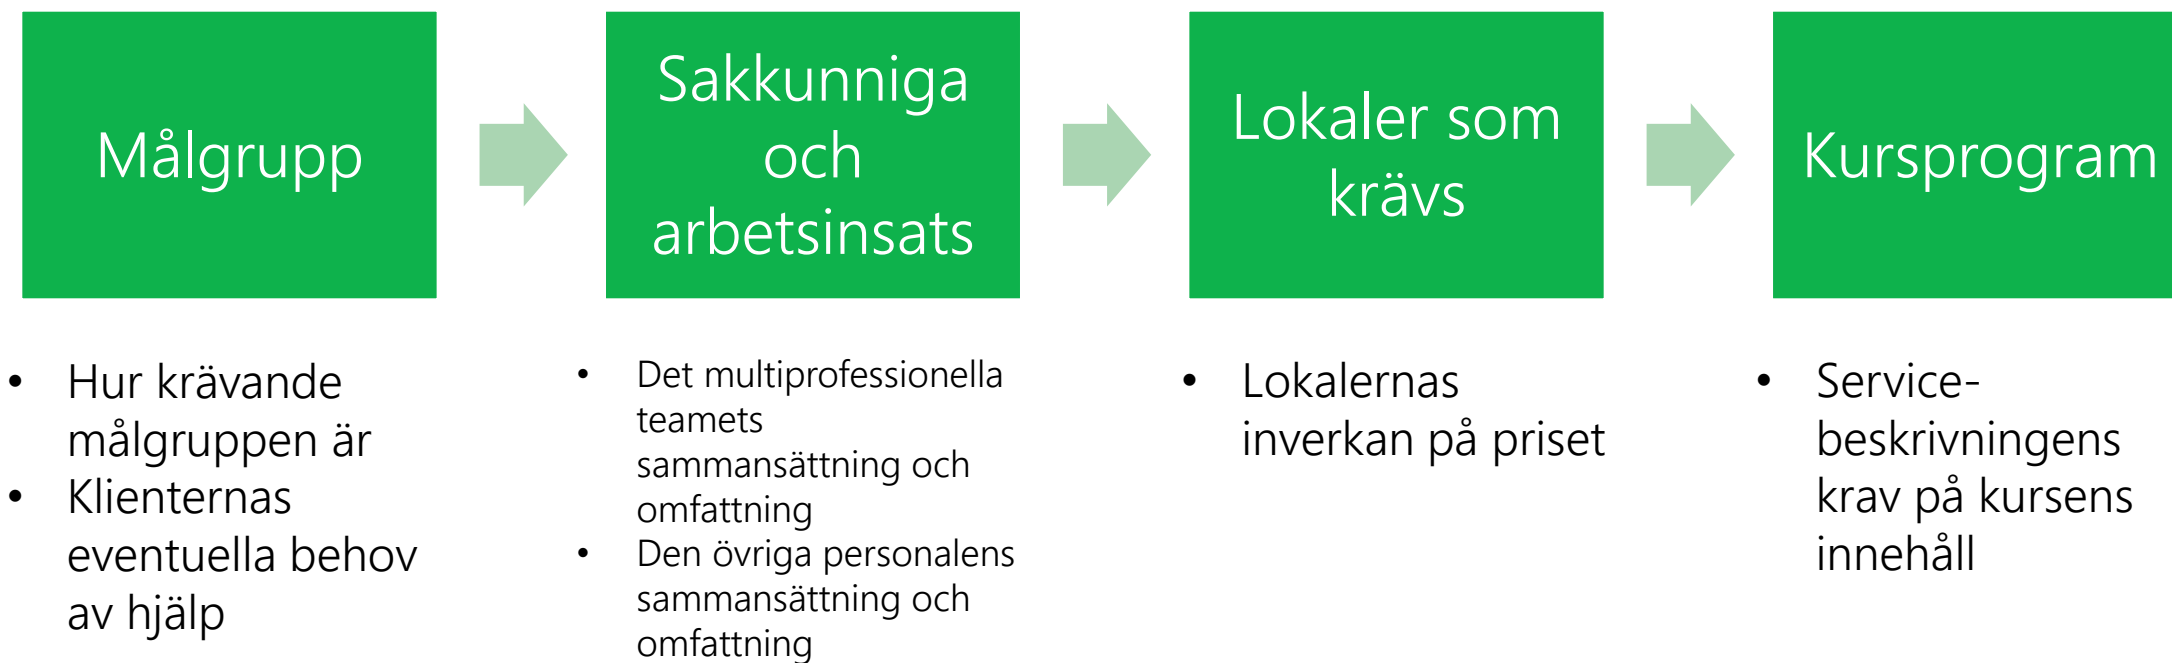 Målgrupp
• Hur krävande
målgruppen är
• Klienternas
eventuella behov
av hjälp
Sakkunniga
och
arbetsinsats
• Det multiprofessionella
teamets
sammansättning och
omfattning
• Den övriga personalens
sammansättning och
omfattning
Lokaler som
krävs
• Lokalernas
inverkan på priset
Kursprogram
• Service-
beskrivningens
krav på kursens
innehåll